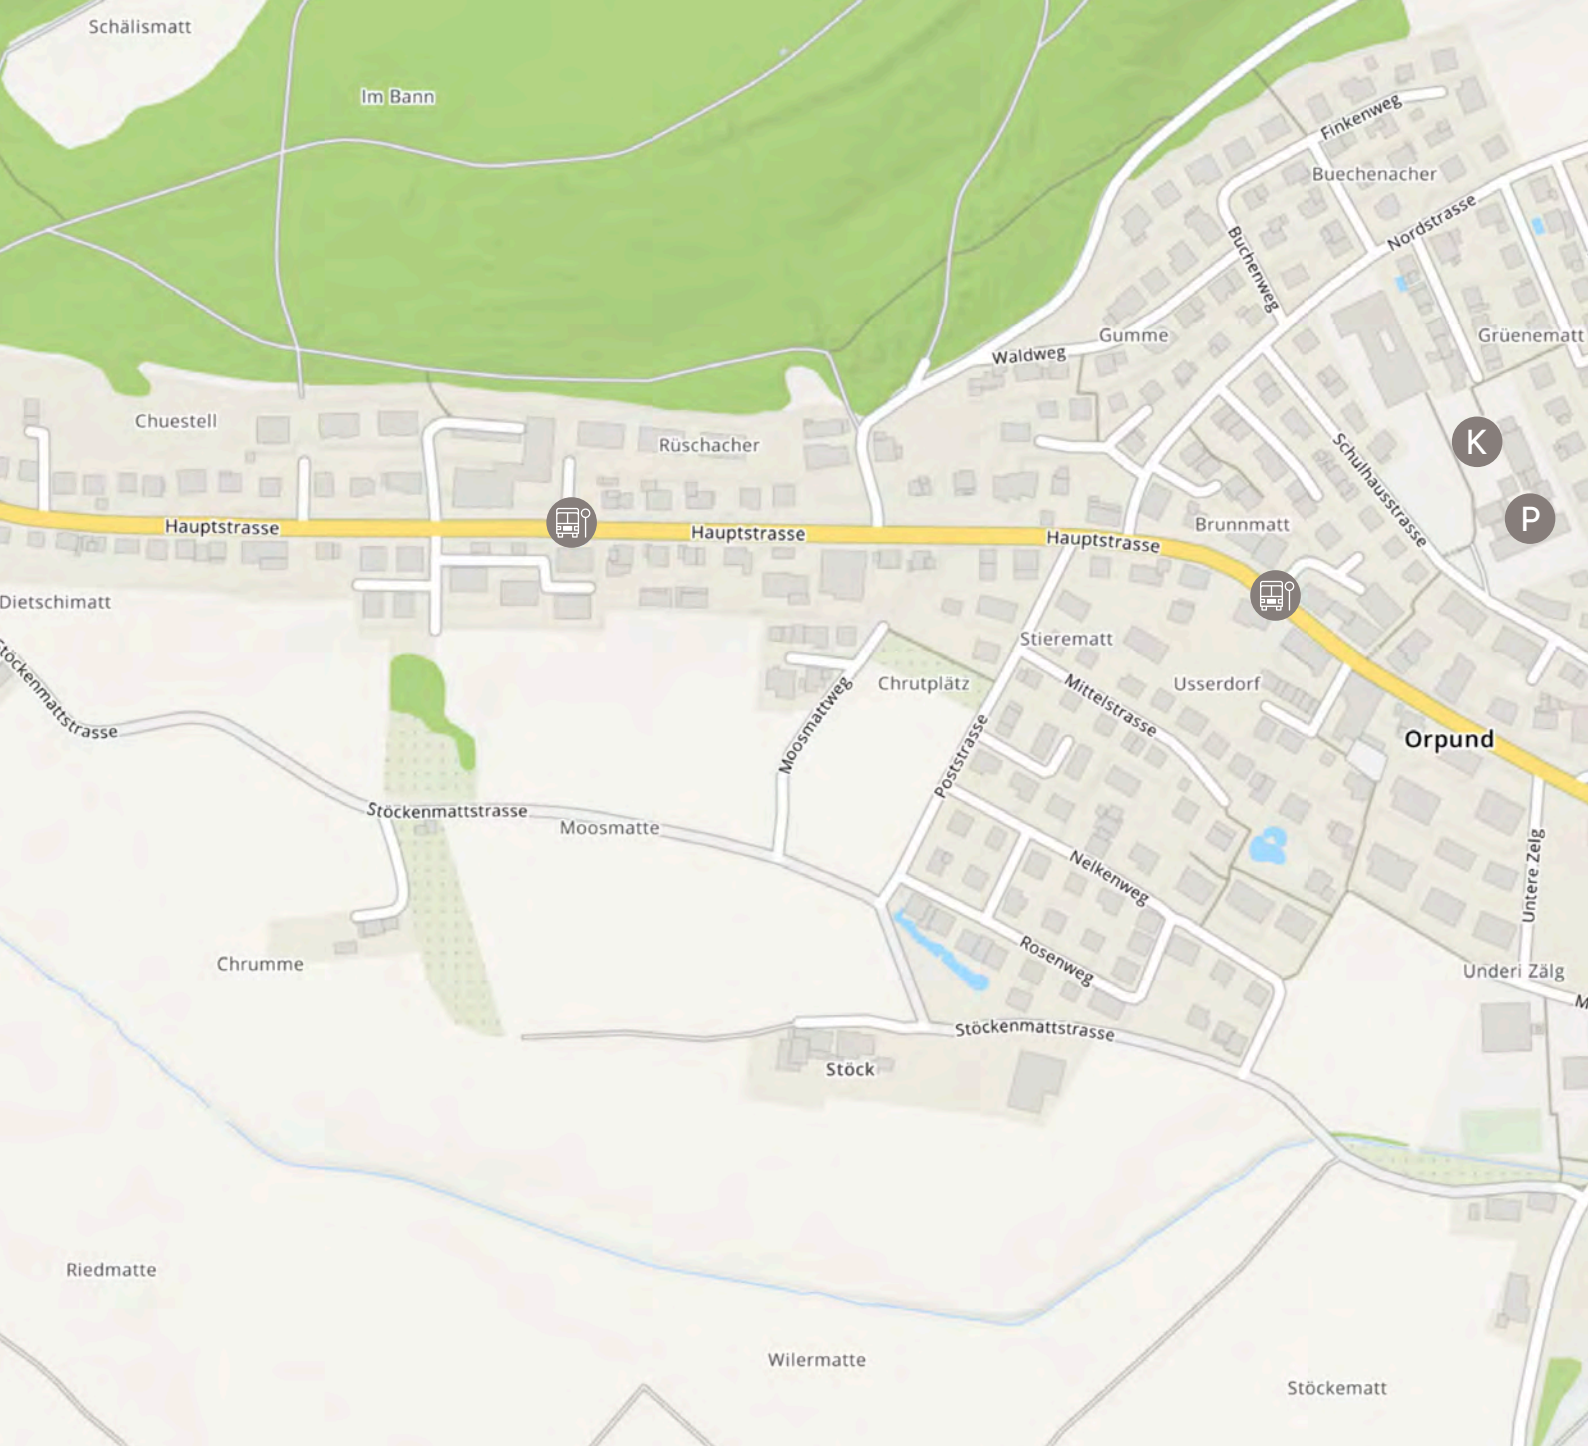 Schälismatt
Im Bann
Finkenweg
Buechenacher
Nordstrasse
Buchenweg
Gumme
Grüenematt
Waldweg
Chuestell
Rüschacher
K
Schulhausstrasse
P
Hauptstrasse
Hauptstrasse
Hauptstrasse
Brunnmatt
Dietschimatt
Stierematt
Stöckenmattstrasse
Chrutplätz
Usserdorf
Mittelstrasse
Moosmattweg
Poststrasse
Orpund
Stöckenmattstrasse
Moosmatte
Nelkenweg
Untere Zelg
Chrumme
Rosenweg
Underi Zälg
M
Stöckenmattstrasse
Stöck
Riedmatte
Wilermatte
Stöckematt